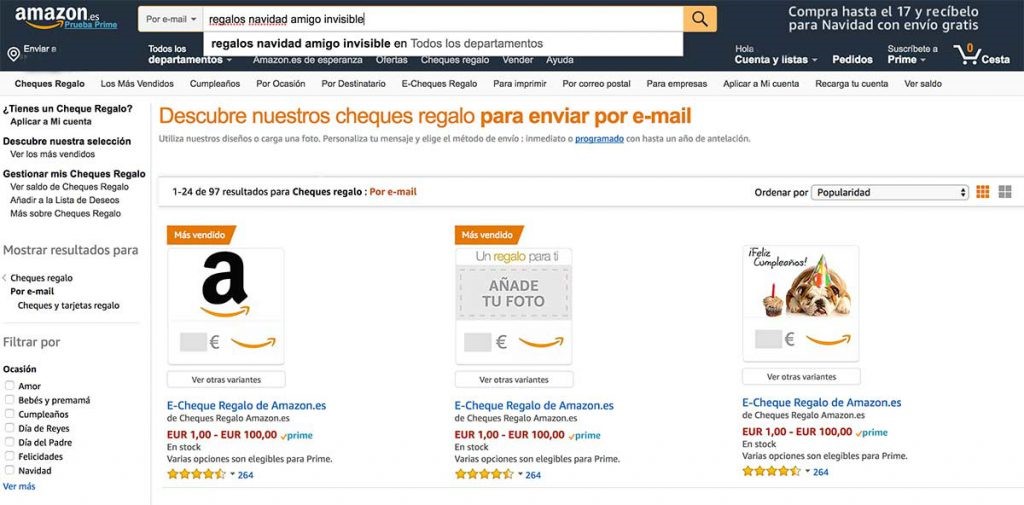 amazon.es
Prueba Prime
Por e-mail
regalos navidad amigo invisible
regalos navidad amigo invisible en Todos los departamentos
Compra hasta el 17 y recíbelo
para Navidad con envío gratis
Enviar a
Todos los
departamentos
Amazon.es de esperanza
Ofertas
Cheques regalo
Vender
Ayuda
Hola
Cuenta y listas
Pedidos
Suscríbete a
Prime
0
Cesta
Cheques Regalo
Los Más Vendidos
Cumpleaños
Por Ocasión
Por Destinatario
E-Cheques Regalo
Para imprimir
Por correo postal
Para empresas
Aplicar a Mi cuenta
Recarga tu cuenta
Ver saldo
¿Tienes un Cheque Regalo?
Aplicar a Mi cuenta
Descubre nuestra selección
Ver los más vendidos
Gestionar mis Cheques Regalo
Ver saldo de Cheques Regalo
Añadir a la Lista de Deseos
Más sobre Cheques Regalo
Mostrar resultados para
Cheques regalo
Por e-mail
Cheques y tarjetas regalo
Filtrar por
Ocasión
Amor
Bebés y premamá
Cumpleaños
Día de Reyes
Día del Padre
Felicidades
Navidad
Ver más
Descubre nuestros cheques regalo para enviar por e-mail
Utiliza nuestros diseños o carga una foto. Personaliza tu mensaje y elige el método de envío : inmediato o programado con hasta un año de antelación.
1-24 de 97 resultados para Cheques regalo : Por e-mail
Ordenar por
Popularidad
Más vendido
a
€
Ver otras variantes
E-Cheque Regalo de Amazon.es
de Cheques Regalo Amazon.es
EUR 1,00 - EUR 100,00 prime
En stock
Varias opciones son elegibles para Prime.
264
Más vendido
Un regalo para ti
AÑADE
TU FOTO
€
Ver otras variantes
E-Cheque Regalo de Amazon.es
de Cheques Regalo Amazon.es
EUR 1,00 - EUR 100,00 prime
En stock
Varias opciones son elegibles para Prime.
264
¡Feliz
Cumpleaños!
€
Ver otras variantes
E-Cheque Regalo de Amazon.es
de Cheques Regalo Amazon.es
EUR 1,00 - EUR 100,00 prime
En stock
Varias opciones son elegibles para Prime.
264